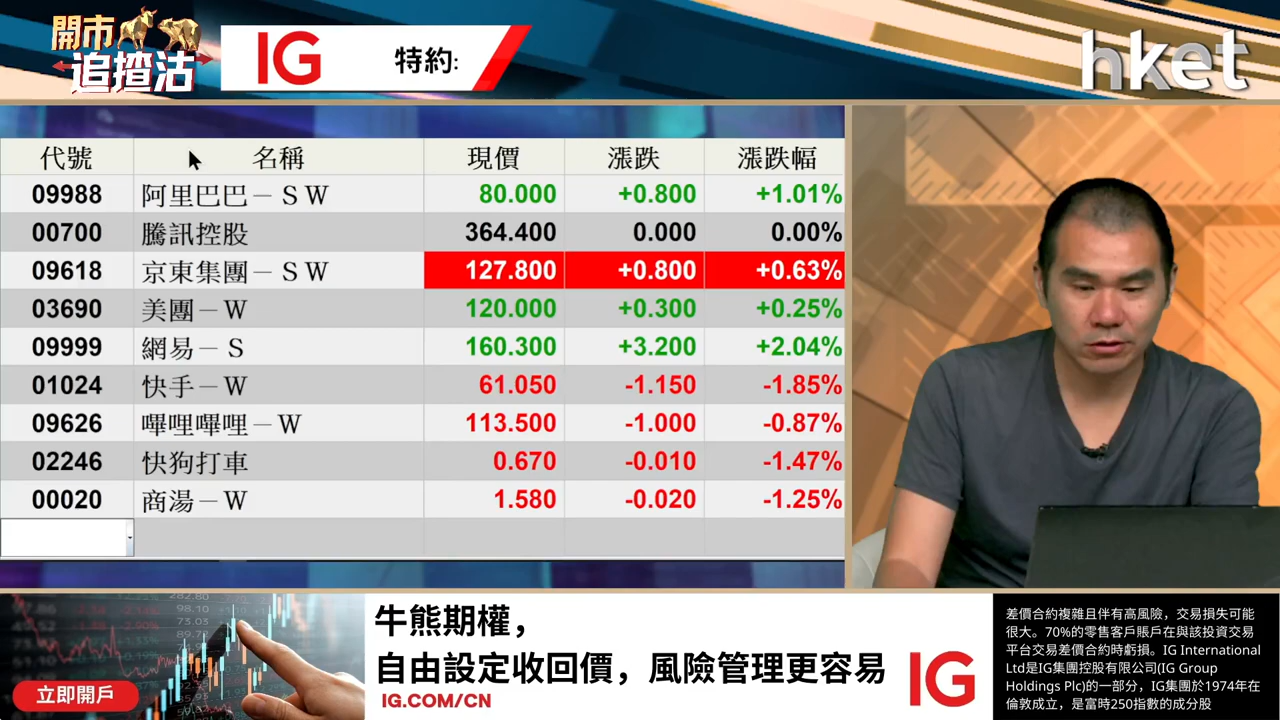 開市
追揸沽
IG
特約:
hket
代號 名稱 現價 漲跌 漲跌幅
09988 阿里巴巴－ＳＷ 80.000 +0.800 +1.01%
00700 騰訊控股 364.400 0.000 0.00%
09618 京東集團－ＳＷ 127.800 +0.800 +0.63%
03690 美團－Ｗ 120.000 +0.300 +0.25%
09999 網易－Ｓ 160.300 +3.200 +2.04%
01024 快手－Ｗ 61.050 -1.150 -1.85%
09626 嗶哩嗶哩－Ｗ 113.500 -1.000 -0.87%
02246 快狗打車 0.670 -0.010 -1.47%
00020 商湯－Ｗ 1.580 -0.020 -1.25%
立即開戶
牛熊期權，
自由設定收回價，風險管理更容易
IG.COM/CN
IG
差價合約複雜且伴有高風險，交易損失可能
很大。70%的零售客戶賬戶在與該投資交易
平台交易差價合約時虧損。IG International
Ltd是IG集團控股有限公司(IG Group
Holdings Plc)的一部分，IG集團於1974年在
倫敦成立，是富時250指數的成分股